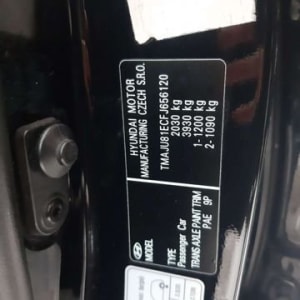 HYUNDAI MOTOR
MANUFACTURING CZECH S.R.O.
TMAJU81ECFJ656120
2030 kg
3930 kg
1-1200 kg
2-1090 kg
MODEL
TYPE
Passenger Car
TRANS AXLE PAINT TRIM
PAE 9P